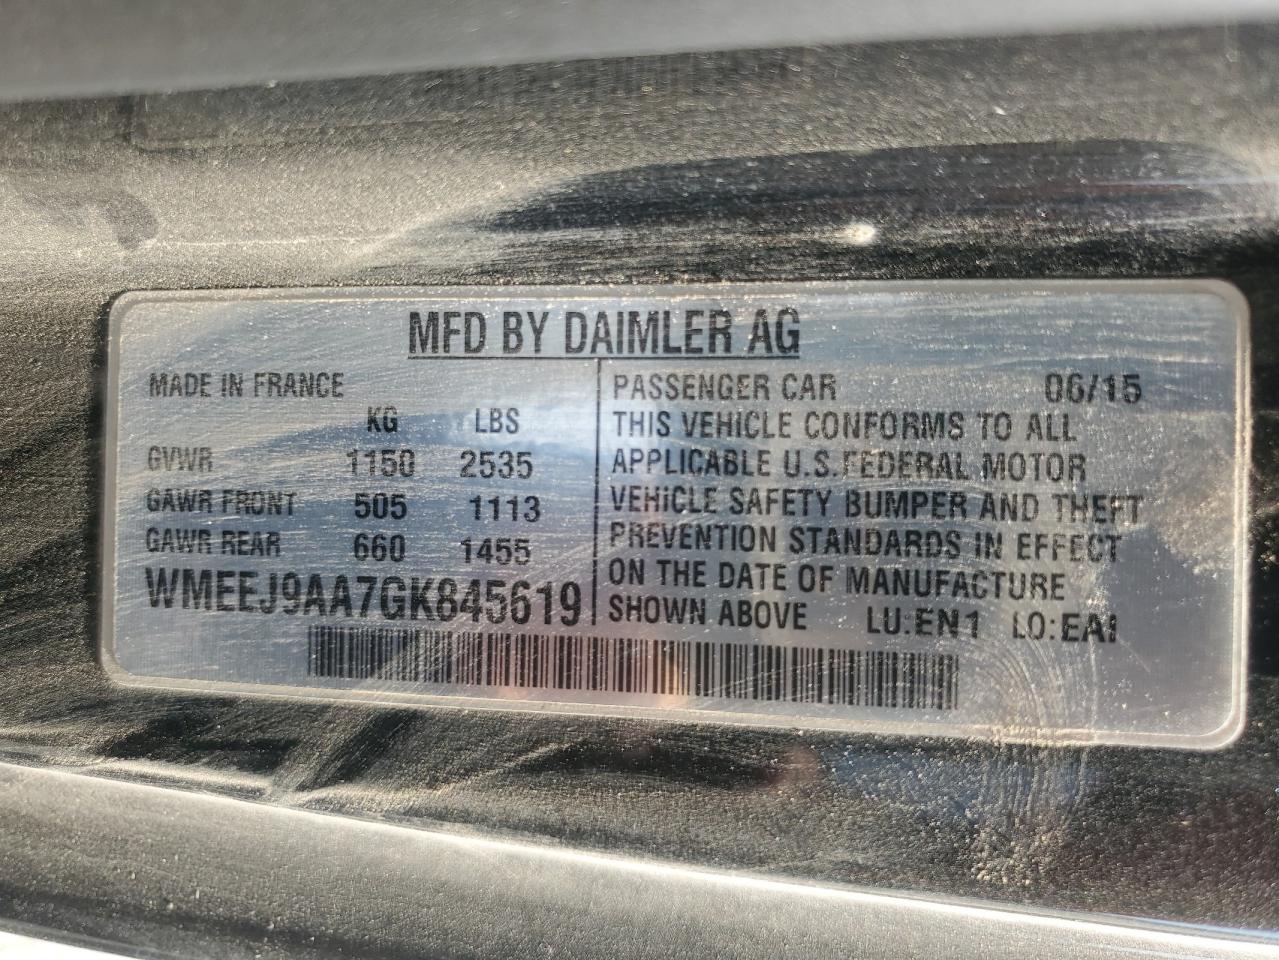 MFD BY DAIMLER AG
MADE IN FRANCE
KG LBS
GVWR 1150 2535
GAWR FRONT 505 1113
GAWR REAR 660 1455
WMEEJ9AA7GK845619
PASSENGER CAR 06/15
THIS VEHICLE CONFORMS TO ALL
APPLICABLE U.S. FEDERAL MOTOR
VEHICLE SAFETY BUMPER AND THEFT
PREVENTION STANDARDS IN EFFECT
ON THE DATE OF MANUFACTURE
SHOWN ABOVE LU:EN1 LO:EA1